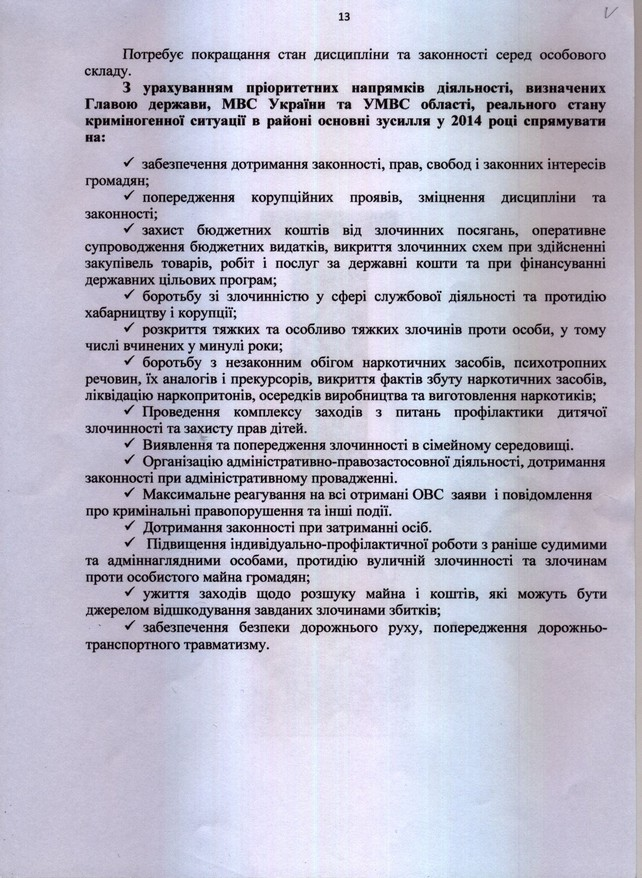 13
Потребує покращання стан дисципліни та законності серед особового
складу.
З урахуванням пріоритетних напрямків діяльності, визначених
Главою держави, МВС України та УМВС області, реального стану
криміногенної ситуації в районі основні зусилля у 2014 році спрямувати
на:
✓ забезпечення дотримання законності, прав, свобод і законних інтересів
громадян;
✓ попередження корупційних проявів, зміцнення дисципліни та
законності;
✓ захист бюджетних коштів від злочинних посягань, оперативне
супроводження бюджетних видатків, викриття злочинних схем при здійсненні
закупівель товарів, робіт і послуг за державні кошти та при фінансуванні
державних цільових програм;
✓ боротьбу зі злочинністю у сфері службової діяльності та протидію
хабарництву і корупції;
✓ розкриття тяжких та особливо тяжких злочинів проти особи, у тому
числі вчинених у минулі роки;
✓ боротьбу з незаконним обігом наркотичних засобів, психотропних
речовин, їх аналогів і прекурсорів, викриття фактів збуту наркотичних засобів,
ліквідацію наркопритонів, осередків виробництва та виготовлення наркотиків;
✓ Проведення комплексу заходів з питань профілактики дитячої
злочинності та захисту прав дітей.
✓ Виявлення та попередження злочинності в сімейному середовищі.
✓ Організацію адміністративно-правозастосовної діяльності, дотримання
законності при адміністративному провадженні.
✓ Максимальне реагування на всі отримані ОВС заяви і повідомлення
про кримінальні правопорушення та інші події.
✓ Дотримання законності при затриманні осіб.
✓ Підвищення індивідуально-профілактичної роботи з раніше судимими
та адміннаглядними особами, протидію вуличній злочинності та злочинам
проти особистого майна громадян;
✓ ужиття заходів щодо розшуку майна і коштів, які можуть бути
джерелом відшкодування завданих злочинами збитків;
✓ забезпечення безпеки дорожнього руху, попередження дорожньо-
транспортного травматизму.